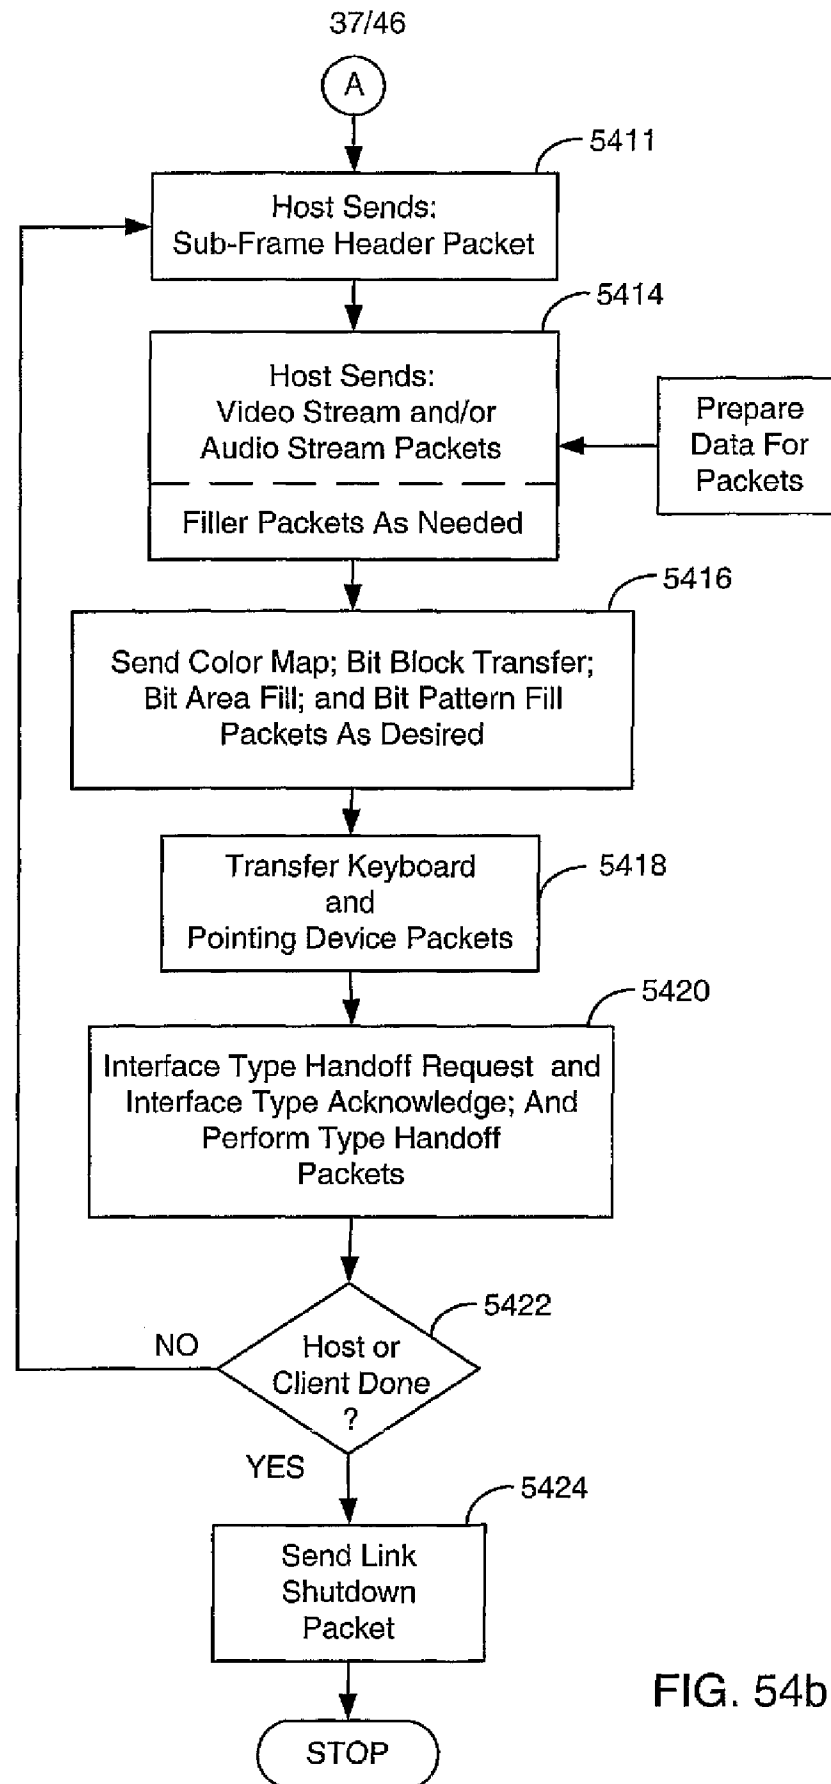 37/46
A
5411
Host Sends:
Sub-Frame Header Packet
5414
Host Sends:
Video Stream and/or
Audio Stream Packets
Filler Packets As Needed
Prepare
Data For
Packets
5416
Send Color Map; Bit Block Transfer;
Bit Area Fill; and Bit Pattern Fill
Packets As Desired
5418
Transfer Keyboard
and
Pointing Device Packets
5420
Interface Type Handoff Request and
Interface Type Acknowledge; And
Perform Type Handoff
Packets
5422
NO
Host or
Client Done
?
YES
5424
Send Link
Shutdown
Packet
FIG. 54b
STOP